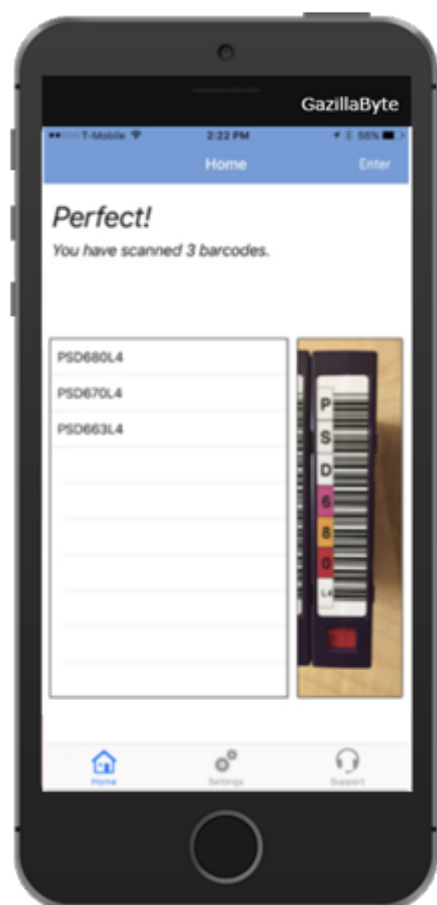 GazillaByte
T-Mobile 2:22 PM 56%
Home Enter
Perfect!
You have scanned 3 barcodes.
PSD680L4
PSD670L4
PSD663L4
P
S
D
6
8
0
L4
Home Settings Support